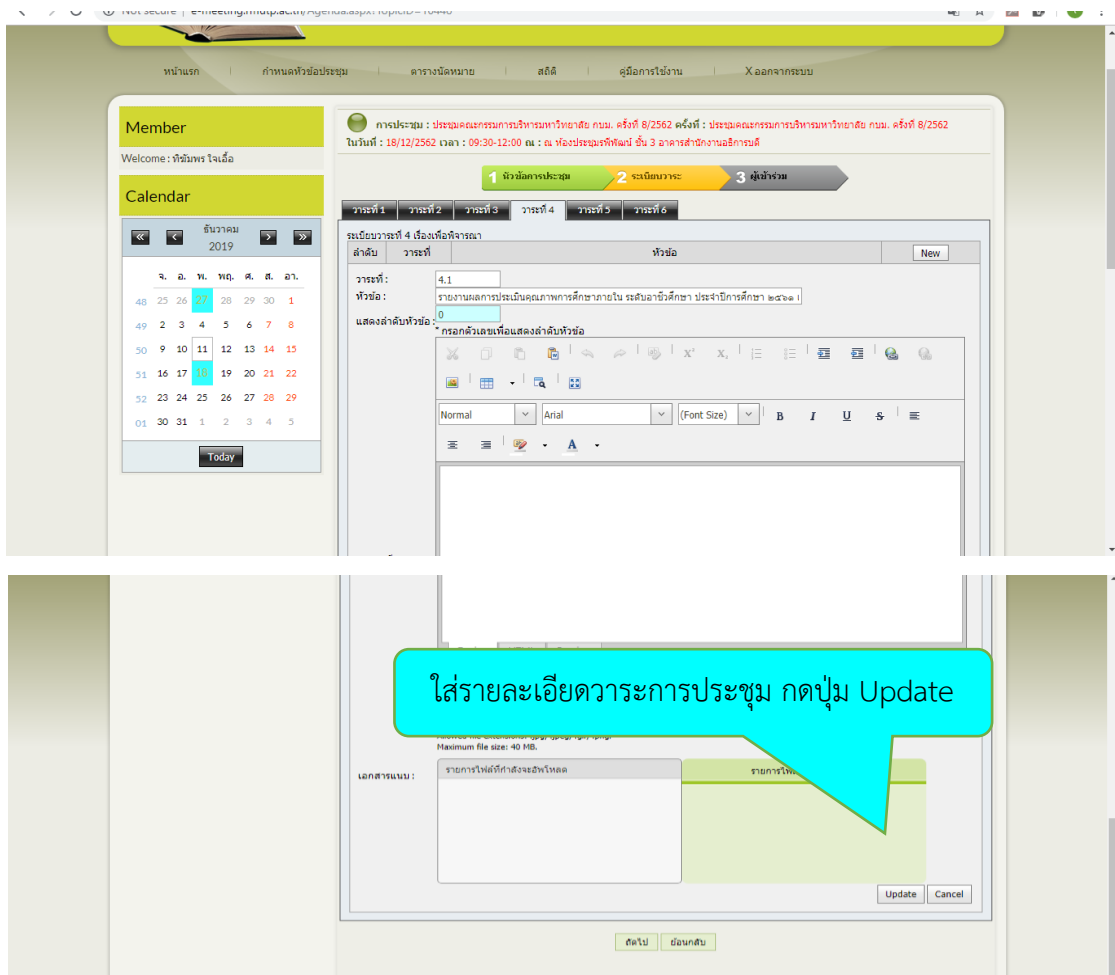 Not secure | e-meeting.rmutp.ac.th/Agenda.aspx?TopicID=
หน้าแรก | กำหนดหัวข้อประชุม | ตารางนัดหมาย | สถิติ | คู่มือการใช้งาน | X ออกจากระบบ
Member
Welcome : ทิฆัมพร ใจเอื้อ
Calendar
ธันวาคม
2019
จ. อ. พ. พฤ. ศ. ส. อา.
48 25 26 27 28 29 30 1
49 2 3 4 5 6 7 8
50 9 10 11 12 13 14 15
51 16 17 18 19 20 21 22
52 23 24 25 26 27 28 29
01 30 31 1 2 3 4 5
Today
การประชุม : ประชุมคณะกรรมการบริหารมหาวิทยาลัย กบม. ครั้งที่ 8/2562 ครั้งที่ : ประชุมคณะกรรมการบริหารมหาวิทยาลัย กบม. ครั้งที่ 8/2562
ในวันที่ : 18/12/2562 เวลา : 09:30-12:00 ณ : ณ ห้องประชุมรพีพัฒน์ ชั้น 3 อาคารสำนักงานอธิการบดี
1 หัวข้อการประชุม 2 ระเบียบวาระ 3 ผู้เข้าร่วม
วาระที่ 1 วาระที่ 2 วาระที่ 3 วาระที่ 4 วาระที่ 5 วาระที่ 6
ระเบียบวาระที่ 4 เรื่องเพื่อพิจารณา
ลำดับ วาระที่ หัวข้อ New
วาระที่ : 4.1
หัวข้อ : รายงานผลการประเมินคุณภาพการศึกษาภายใน ระดับอาชีวศึกษา ประจำปีการศึกษา ๒๕๖๑
แสดงลำดับหัวข้อ : 0
* กรอกตัวเลขเพื่อแสดงลำดับหัวข้อ
Normal Arial (Font Size) B I U S
A
ใส่รายละเอียดวาระการประชุม กดปุ่ม Update
Maximum file size: 40 MB.
เอกสารแนบ :
รายการไฟล์ที่กำลังจะอัพโหลด
รายการไฟ
Update Cancel
ถัดไป ย้อนกลับ